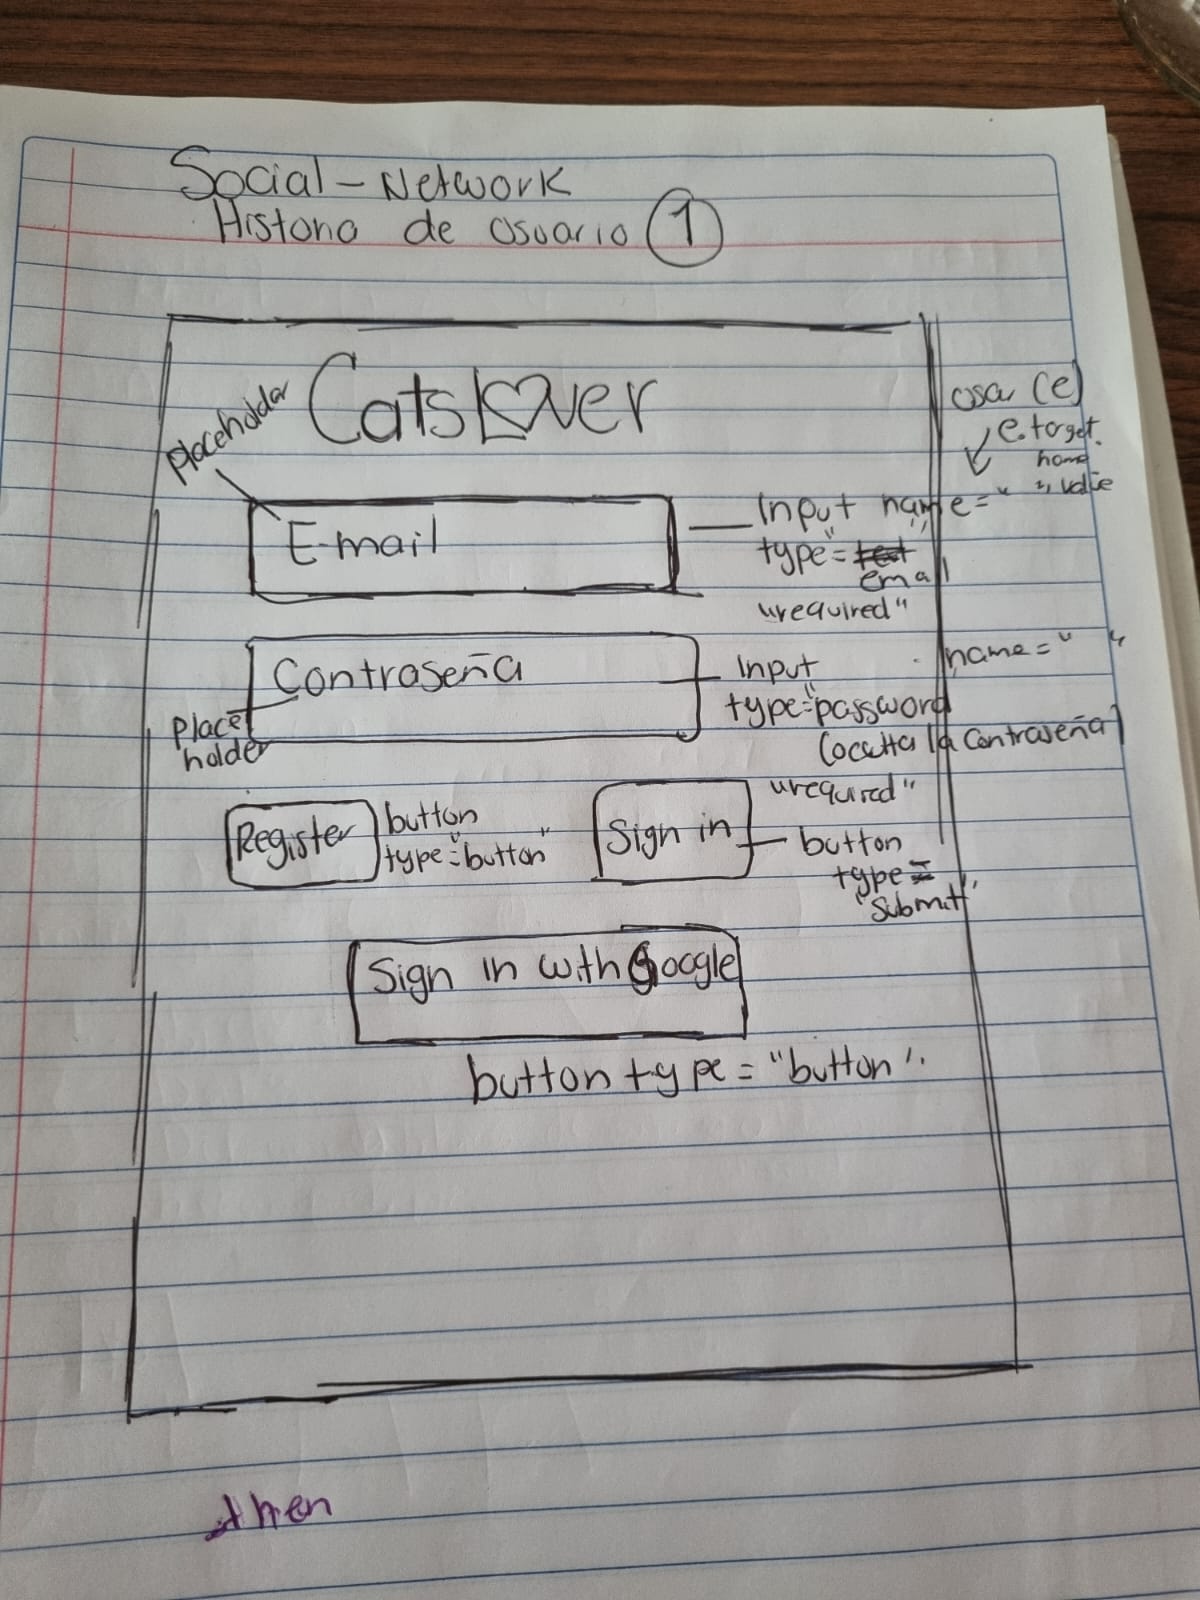 Social-Network
Historia de Usuario 1
CatsLover
Placeholder
usar (e)
e.target.
name
", value
E-mail
Input name="
type="text"
email
"required"
Contraseña
Place
holder
Input name=" "
type="password
(oculta la contraseña)
"required"
Register
button
type="button"
Sign in
button
type=
"submit"
Sign in with Google
button type="button".
then